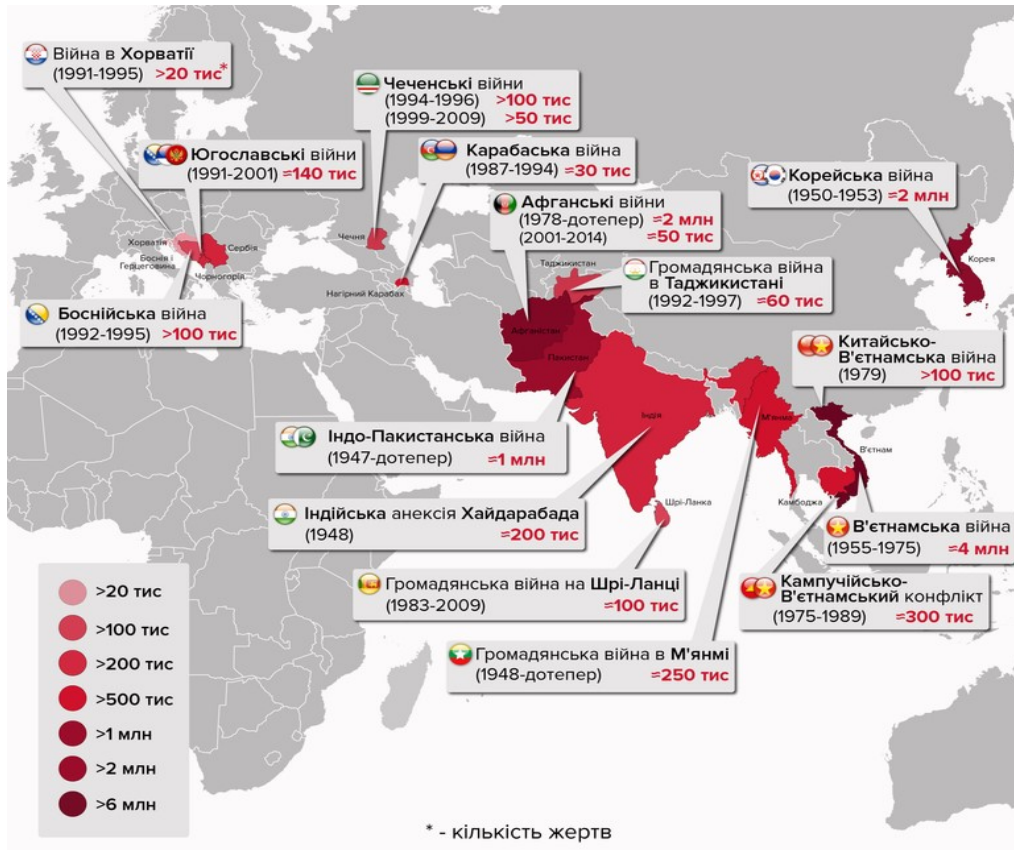 Війна в Хорватії
(1991-1995) >20 тис*
Чеченські війни
(1994-1996) >100 тис
(1999-2009) >50 тис
Югославські війни
(1991-2001) ≈140 тис
Карабаська війна
(1987-1994) ≈30 тис
Корейська війна
(1950-1953) ≈2 млн
Афганські війни
(1978-дотепер) ≈2 млн
(2001-2014) ≈50 тис
Чечня
Хорватія
Сербія
Боснія і
Герцеговина
Чорногорія
Нагірний Карабах
Таджикистан
Корея
Громадянська війна
в Таджикистані
(1992-1997) ≈60 тис
Боснійська війна
(1992-1995) >100 тис
Афганістан
Пакистан
Китайсько-
В'єтнамська війна
(1979) >100 тис
Індія
М'янма
В'єтнам
Індо-Пакистанська війна
(1947-дотепер) ≈1 млн
Шрі-Ланка
Камбоджа
Індійська анексія Хайдарабада
(1948) ≈200 тис
В'єтнамська війна
(1955-1975) ≈4 млн
Громадянська війна на Шрі-Ланці
(1983-2009) ≈100 тис
Кампучійсько-
В'єтнамський конфлікт
(1975-1989) ≈300 тис
Громадянська війна в М'янмі
(1948-дотепер) ≈250 тис
>20 тис
>100 тис
>200 тис
>500 тис
>1 млн
>2 млн
>6 млн
* - кількість жертв